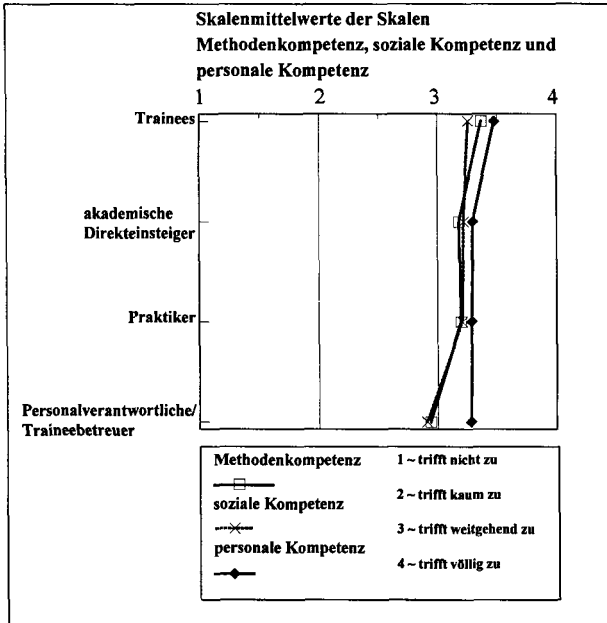 Skalenmittelwerte der Skalen
Methodenkompetenz, soziale Kompetenz und
personale Kompetenz
1 2 3 4
Trainees
akademische
Direkteinsteiger
Praktiker
Personalverantwortliche/
Traineebetreuer
Methodenkompetenz
soziale Kompetenz
personale Kompetenz
1 ~ trifft nicht zu
2 ~ trifft kaum zu
3 ~ trifft weitgehend zu
4 ~ trifft völlig zu